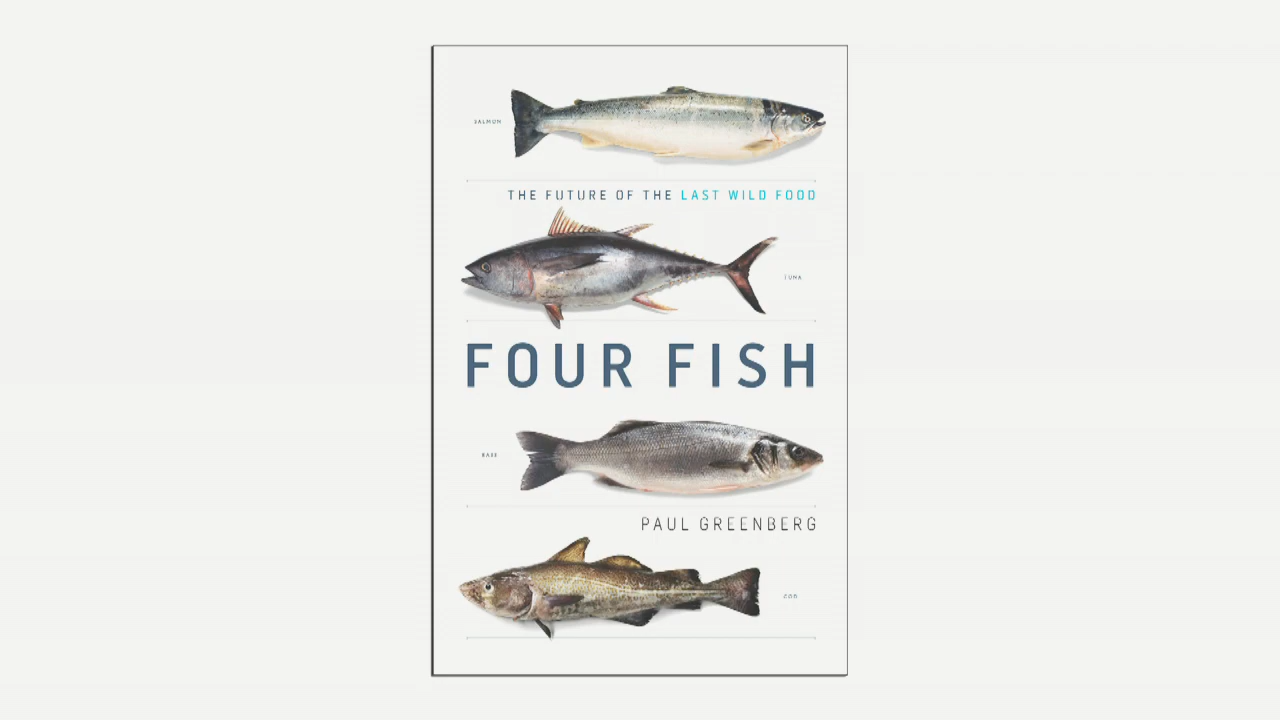 SALMON
THE FUTURE OF THE LAST WILD FOOD
TUNA
FOUR FISH
BASS
PAUL GREENBERG
COD